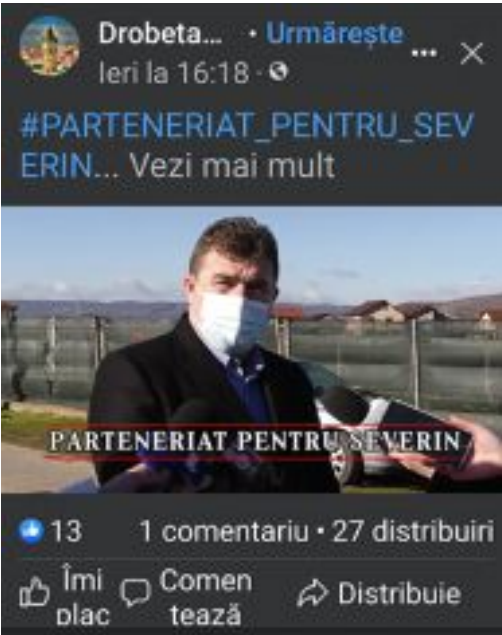 Drobeta... · Urmărește ...
Ieri la 16:18 ·
#PARTENERIAT_PENTRU_SEV
ERIN... Vezi mai mult
PARTENERIAT PENTRU SEVERIN
13 1 comentariu • 27 distribuiri
Îmi
plac
Comen
tează
Distribuie